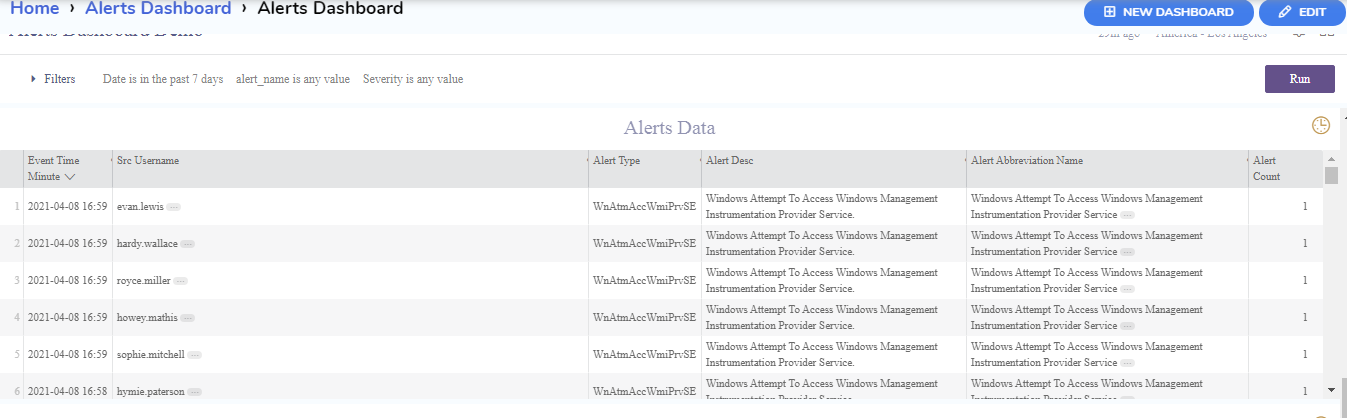 Home › Alerts Dashboard › Alerts Dashboard
NEW DASHBOARD
EDIT
Alerts Dashboard Demo
29m ago America - Los Angeles
Filters Date is in the past 7 days alert_name is any value Severity is any value
Run
Alerts Data
Event Time Minute Src Username Alert Type Alert Desc Alert Abbreviation Name Alert Count
1 2021-04-08 16:59 evan.lewis WnAtmAccWmiPrvSE Windows Attempt To Access Windows Management Instrumentation Provider Service. Windows Attempt To Access Windows Management Instrumentation Provider Service 1
2 2021-04-08 16:59 hardy.wallace WnAtmAccWmiPrvSE Windows Attempt To Access Windows Management Instrumentation Provider Service. Windows Attempt To Access Windows Management Instrumentation Provider Service 1
3 2021-04-08 16:59 royce.miller WnAtmAccWmiPrvSE Windows Attempt To Access Windows Management Instrumentation Provider Service. Windows Attempt To Access Windows Management Instrumentation Provider Service 1
4 2021-04-08 16:59 howey.mathis WnAtmAccWmiPrvSE Windows Attempt To Access Windows Management Instrumentation Provider Service. Windows Attempt To Access Windows Management Instrumentation Provider Service 1
5 2021-04-08 16:59 sophie.mitchell WnAtmAccWmiPrvSE Windows Attempt To Access Windows Management Instrumentation Provider Service. Windows Attempt To Access Windows Management Instrumentation Provider Service 1
6 2021-04-08 16:58 hymie.paterson WnAtmAccWmiPrvSE Windows Attempt To Access Windows Management Instrumentation Provider Service. Windows Attempt To Access Windows Management Instrumentation Provider Service 1